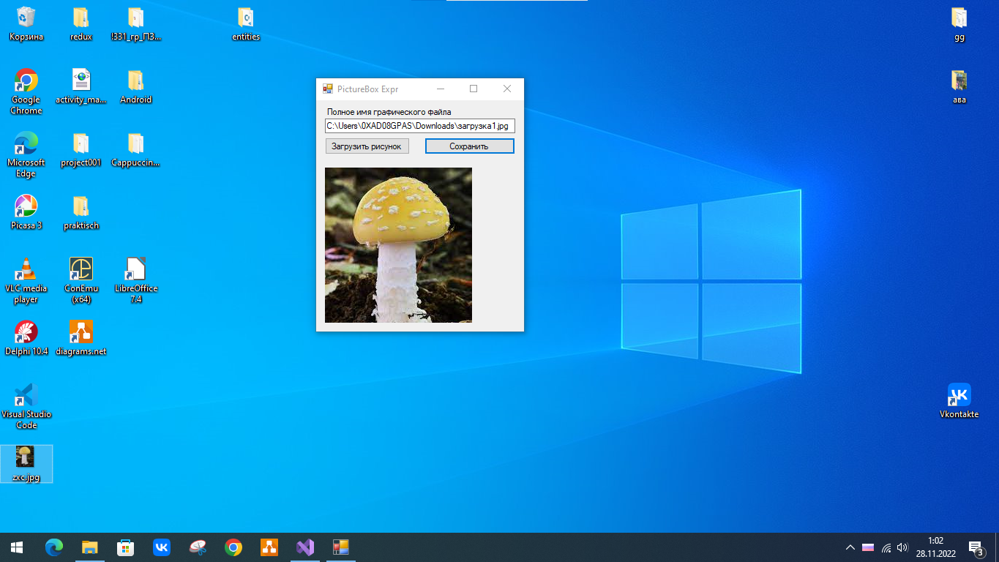 Корзина
redux
!331_гр_ПЗ...
entities
gg
Google
Chrome
activity_ma...
Android
ава
Microsoft
Edge
project001
Cappuccin...
Picasa 3
praktisch
VLC media
player
ConEmu
(x64)
LibreOffice
7.4
Delphi 10.4
diagrams.net
Visual Studio
Code
Vkontakte
zxc.jpg
PictureBox Expr
Полное имя графического файла
C:\Users\0XAD08GPAS\Downloads\загрузка1.jpg
Загрузить рисунок
Сохранить
1:02
28.11.2022
3